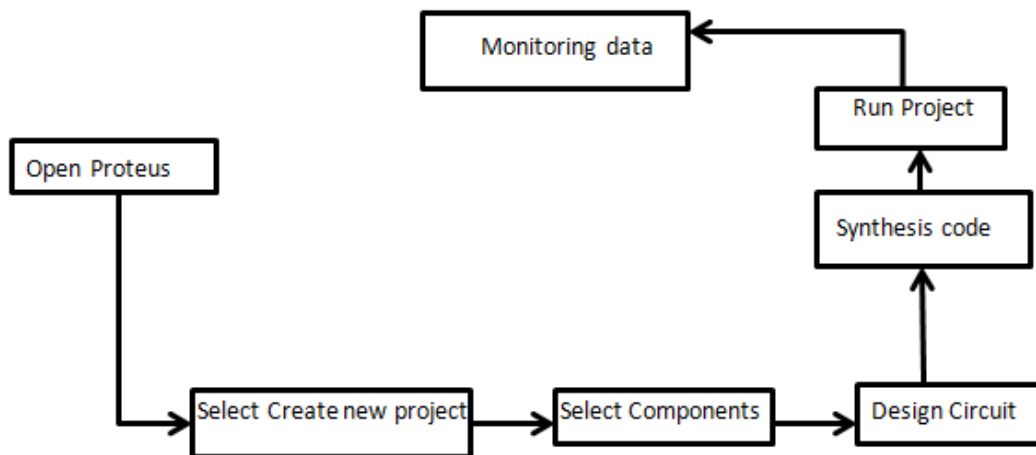 Monitoring data
Run Project
Open Proteus
Synthesis code
Select Create new project
Select Components
Design Circuit